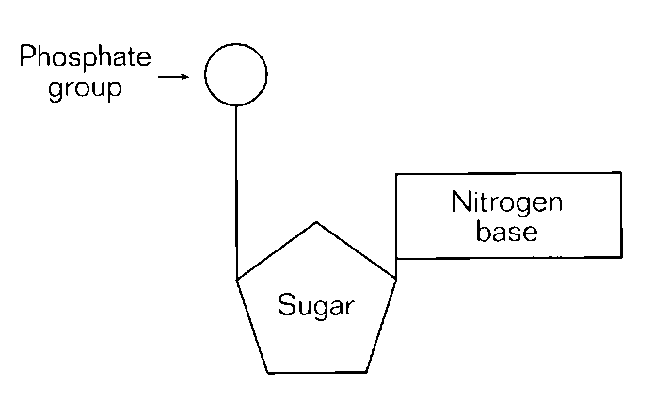 Phosphate
group
Nitrogen
base
Sugar